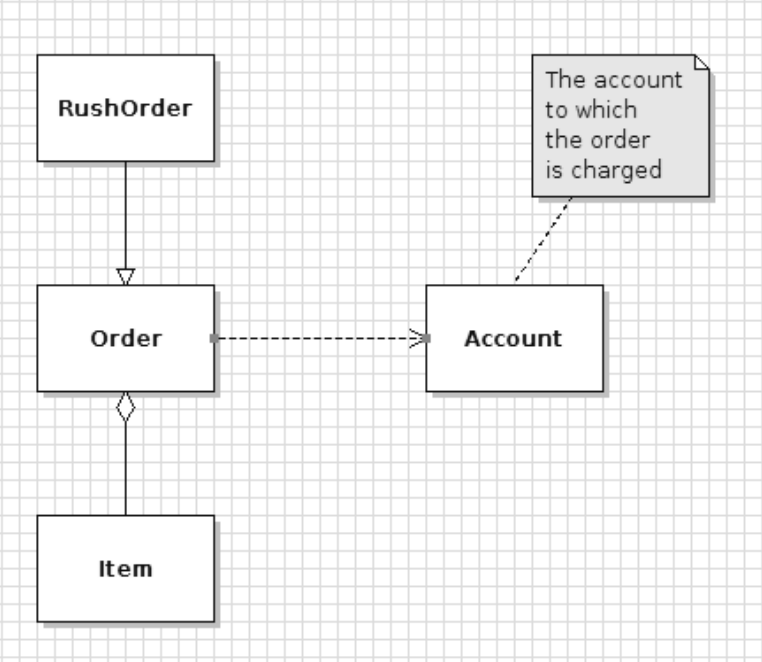 RushOrder
The account
to which
the order
is charged
Order
Account
Item